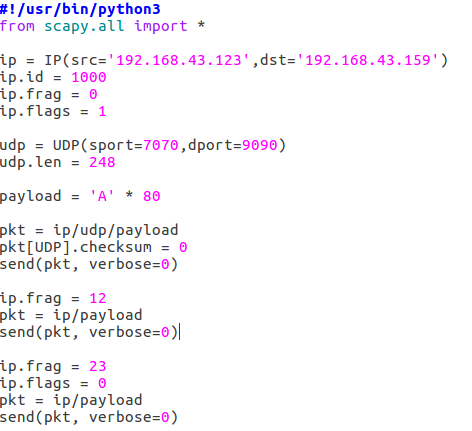 #!/usr/bin/python3
from scapy.all import *
ip = IP(src='192.168.43.123',dst='192.168.43.159')
ip.id = 1000
ip.frag = 0
ip.flags = 1
udp = UDP(sport=7070,dport=9090)
udp.len = 248
payload = 'A' * 80
pkt = ip/udp/payload
pkt[UDP].checksum = 0
send(pkt, verbose=0)
ip.frag = 12
pkt = ip/payload
send(pkt, verbose=0)
ip.frag = 23
ip.flags = 0
pkt = ip/payload
send(pkt, verbose=0)